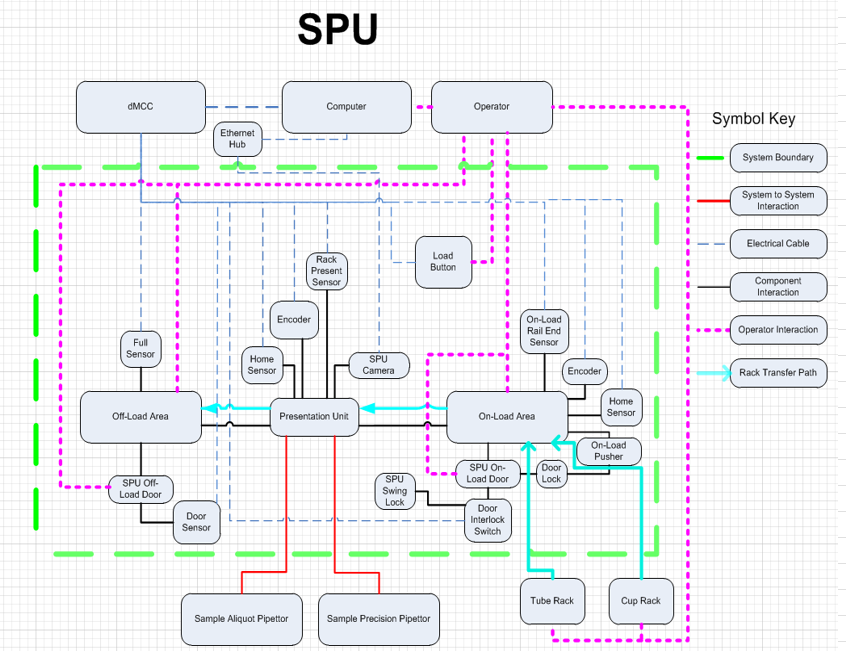 SPU
dMCC
Computer
Operator
Ethernet
Hub
Symbol Key
System Boundary
System to System
Interaction
Electrical Cable
Component
Interaction
Operator Interaction
Rack Transfer Path
Load
Button
Rack
Present
Sensor
Encoder
On-Load
Rail End
Sensor
Full
Sensor
Home
Sensor
SPU
Camera
Encoder
Home
Sensor
Off-Load Area
Presentation Unit
On-Load Area
On-Load
Pusher
SPU Off-
Load Door
SPU On-
Load Door
Door
Lock
SPU
Swing
Lock
Door
Sensor
Door
Interlock
Switch
Tube Rack
Cup Rack
Sample Aliquot Pipettor
Sample Precision Pipettor